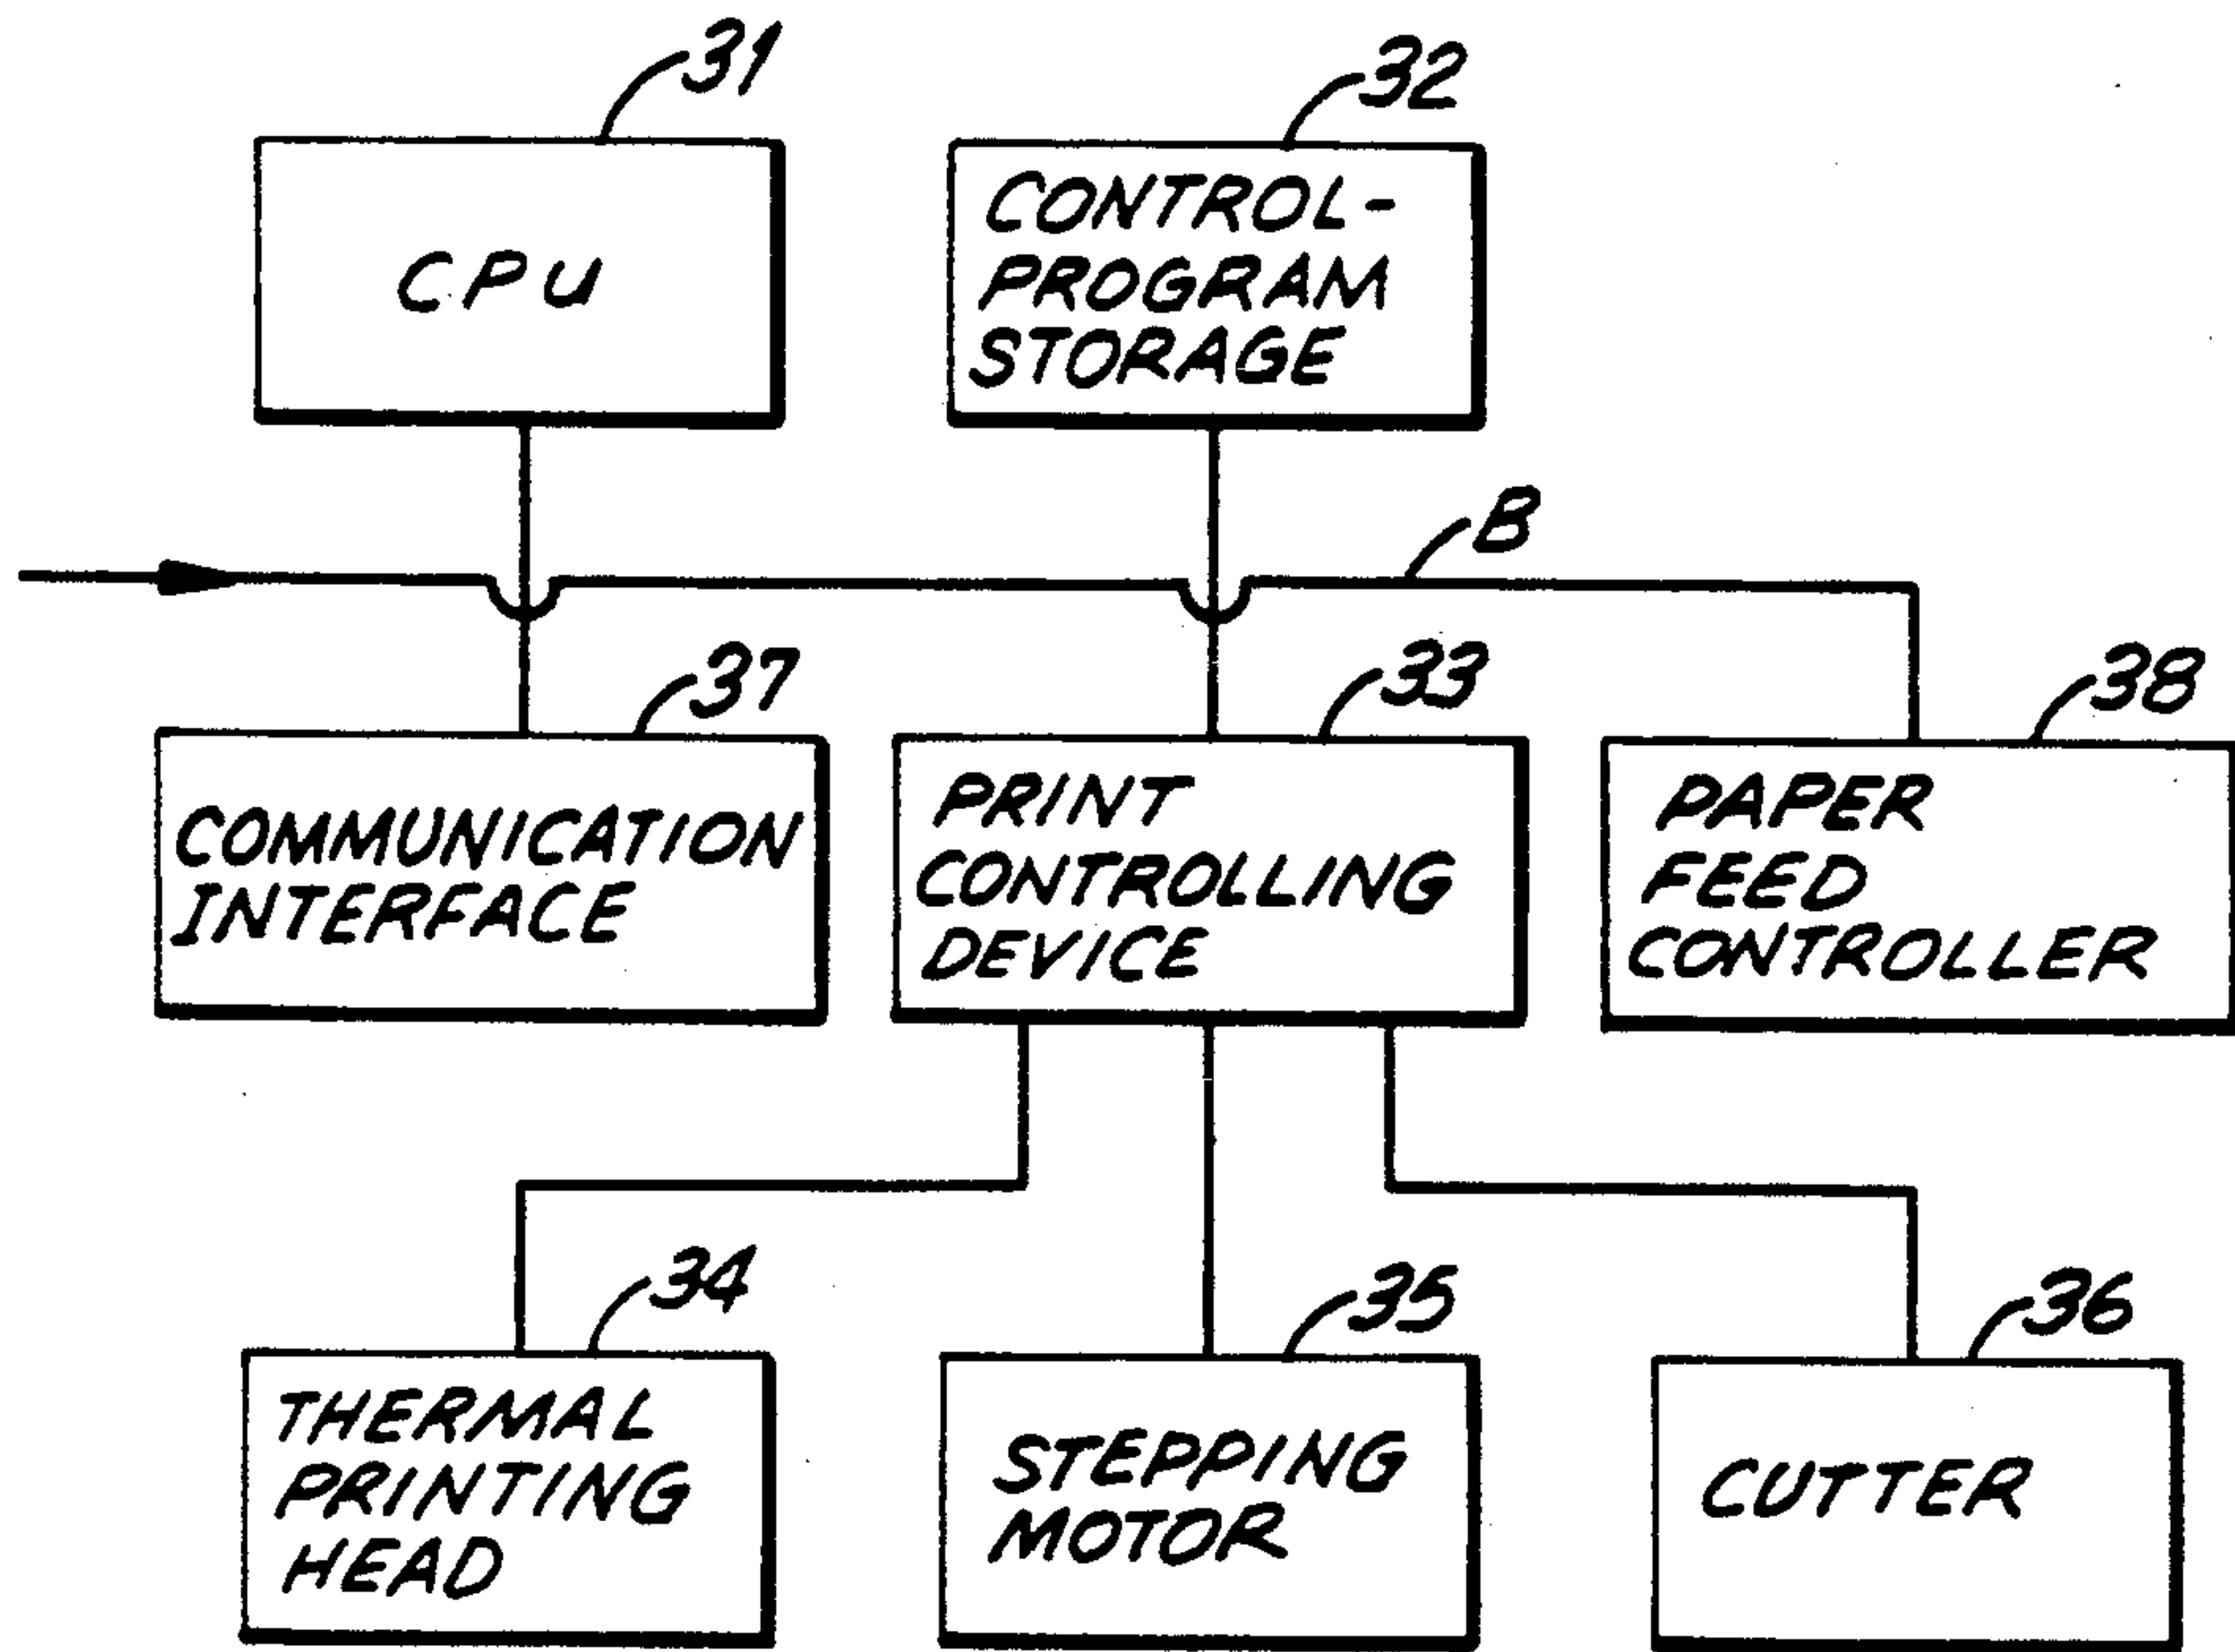 31
CPU
32
CONTROL-
PROGRAM
STORAGE
B
37
COMMUNICATION
INTERFACE
33
PRINT
CONTROLLING
DEVICE
38
PAPER
FEED
CONTROLLER
34
THERMAL
PRINTING
HEAD
35
STEPPING
MOTOR
36
CUTTER